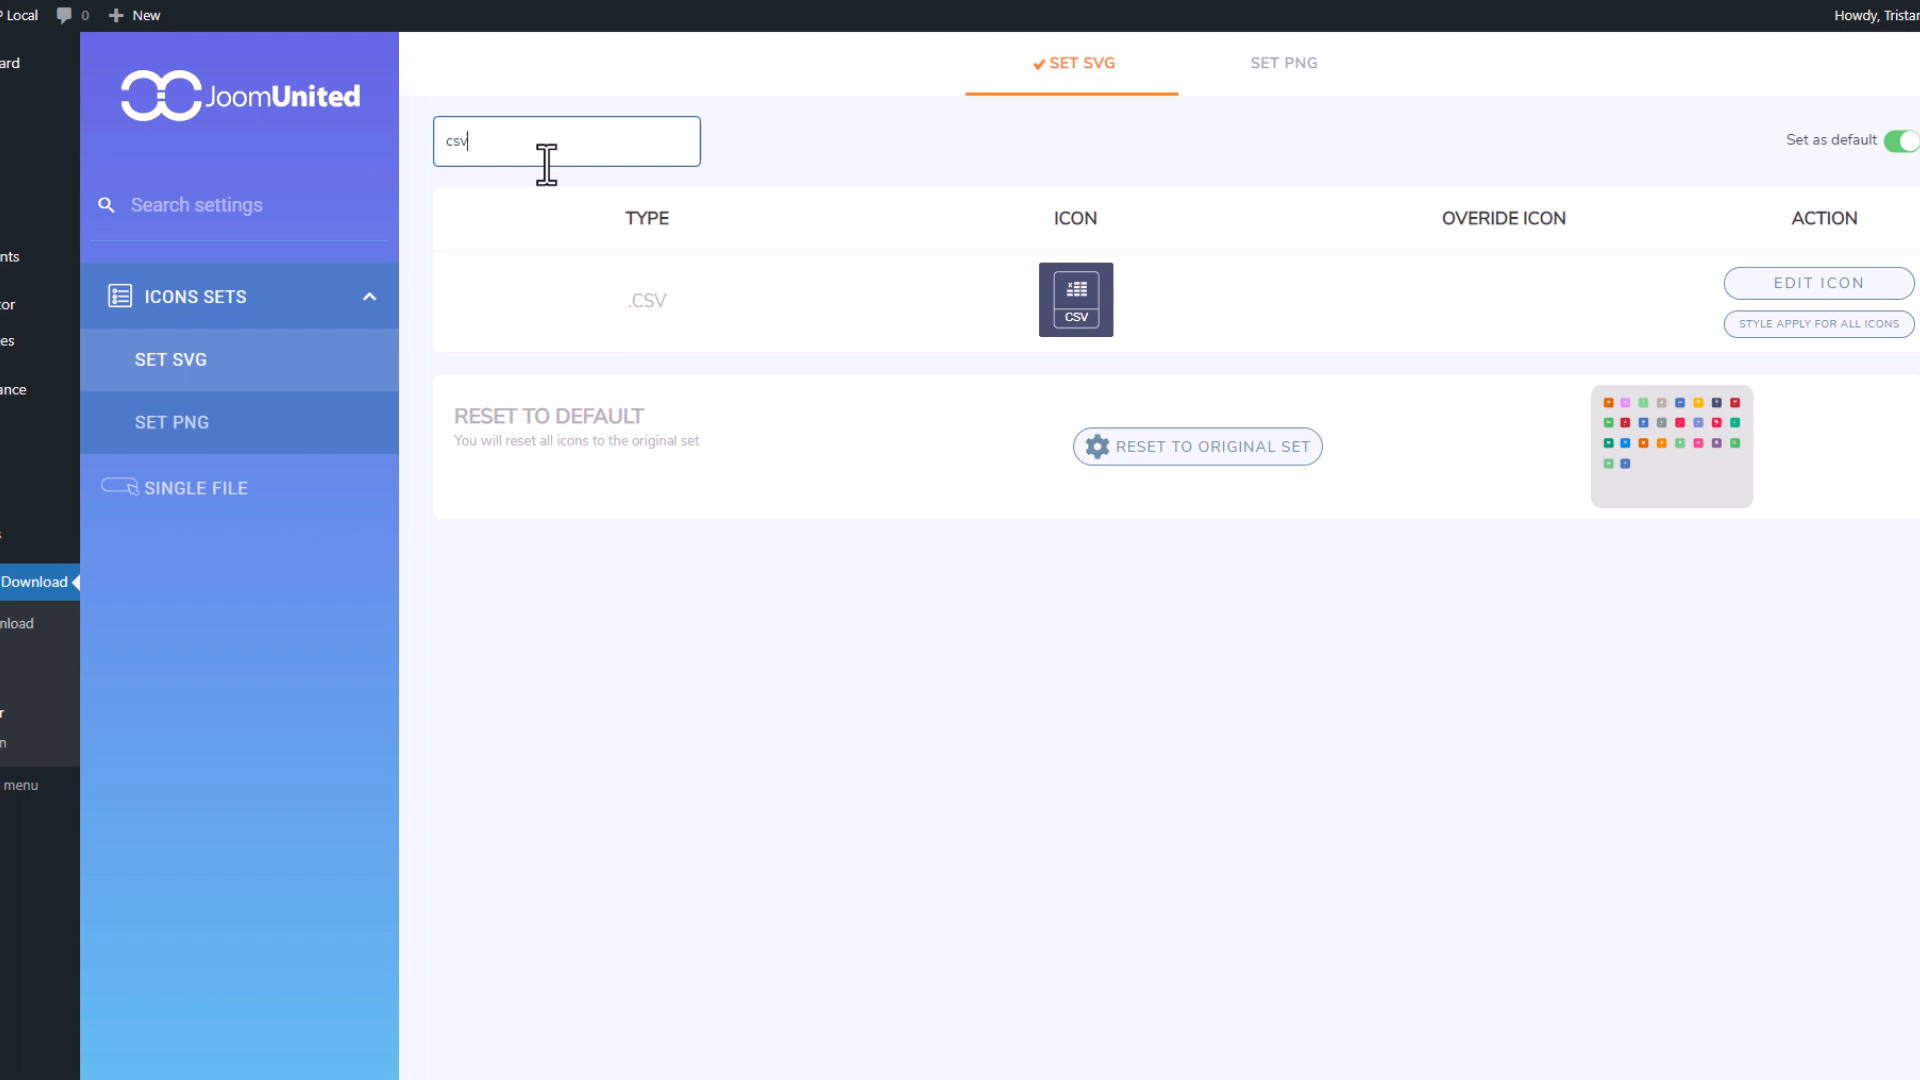 P Local 0 New Howdy, Tristar
ard
nts
or
es
ance
s
Download
nload
r
n
menu
JoomUnited
Search settings
ICONS SETS
SET SVG
SET PNG
SINGLE FILE
SET SVG SET PNG
csv
Set as default
TYPE ICON OVERIDE ICON ACTION
.CSV
CSV
EDIT ICON
STYLE APPLY FOR ALL ICONS
RESET TO DEFAULT
You will reset all icons to the original set
RESET TO ORIGINAL SET